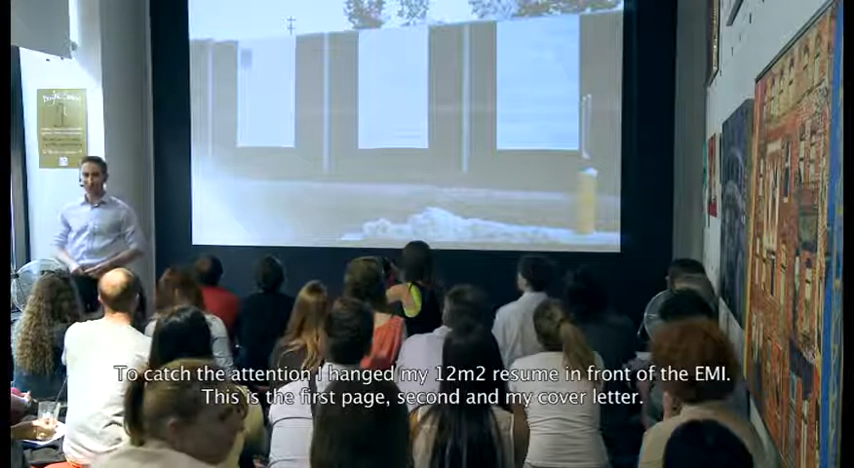 To catch the attention I hanged my 12m2 resume in front of the EMI.
This is the first page, second and my cover letter.